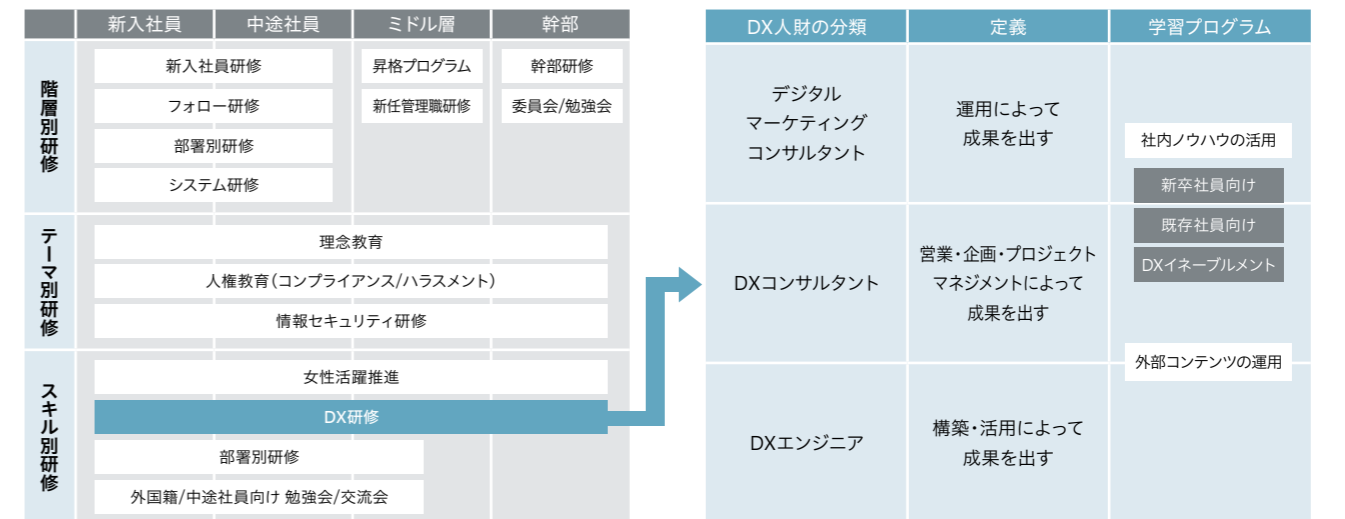 新入社員 中途社員 ミドル層 幹部
階層別研修
新入社員研修
フォロー研修
部署別研修
システム研修
昇格プログラム
新任管理職研修
幹部研修
委員会/勉強会
テーマ別研修
理念教育
人権教育(コンプライアンス/ハラスメント)
情報セキュリティ研修
スキル別研修
女性活躍推進
DX研修
部署別研修
外国籍/中途社員向け 勉強会/交流会
DX人財の分類 定義 学習プログラム
デジタル
マーケティング
コンサルタント
運用によって
成果を出す
DXコンサルタント
営業・企画・プロジェクト
マネジメントによって
成果を出す
DXエンジニア
構築・活用によって
成果を出す
社内ノウハウの活用
新卒社員向け
既存社員向け
DXイネーブルメント
外部コンテンツの運用